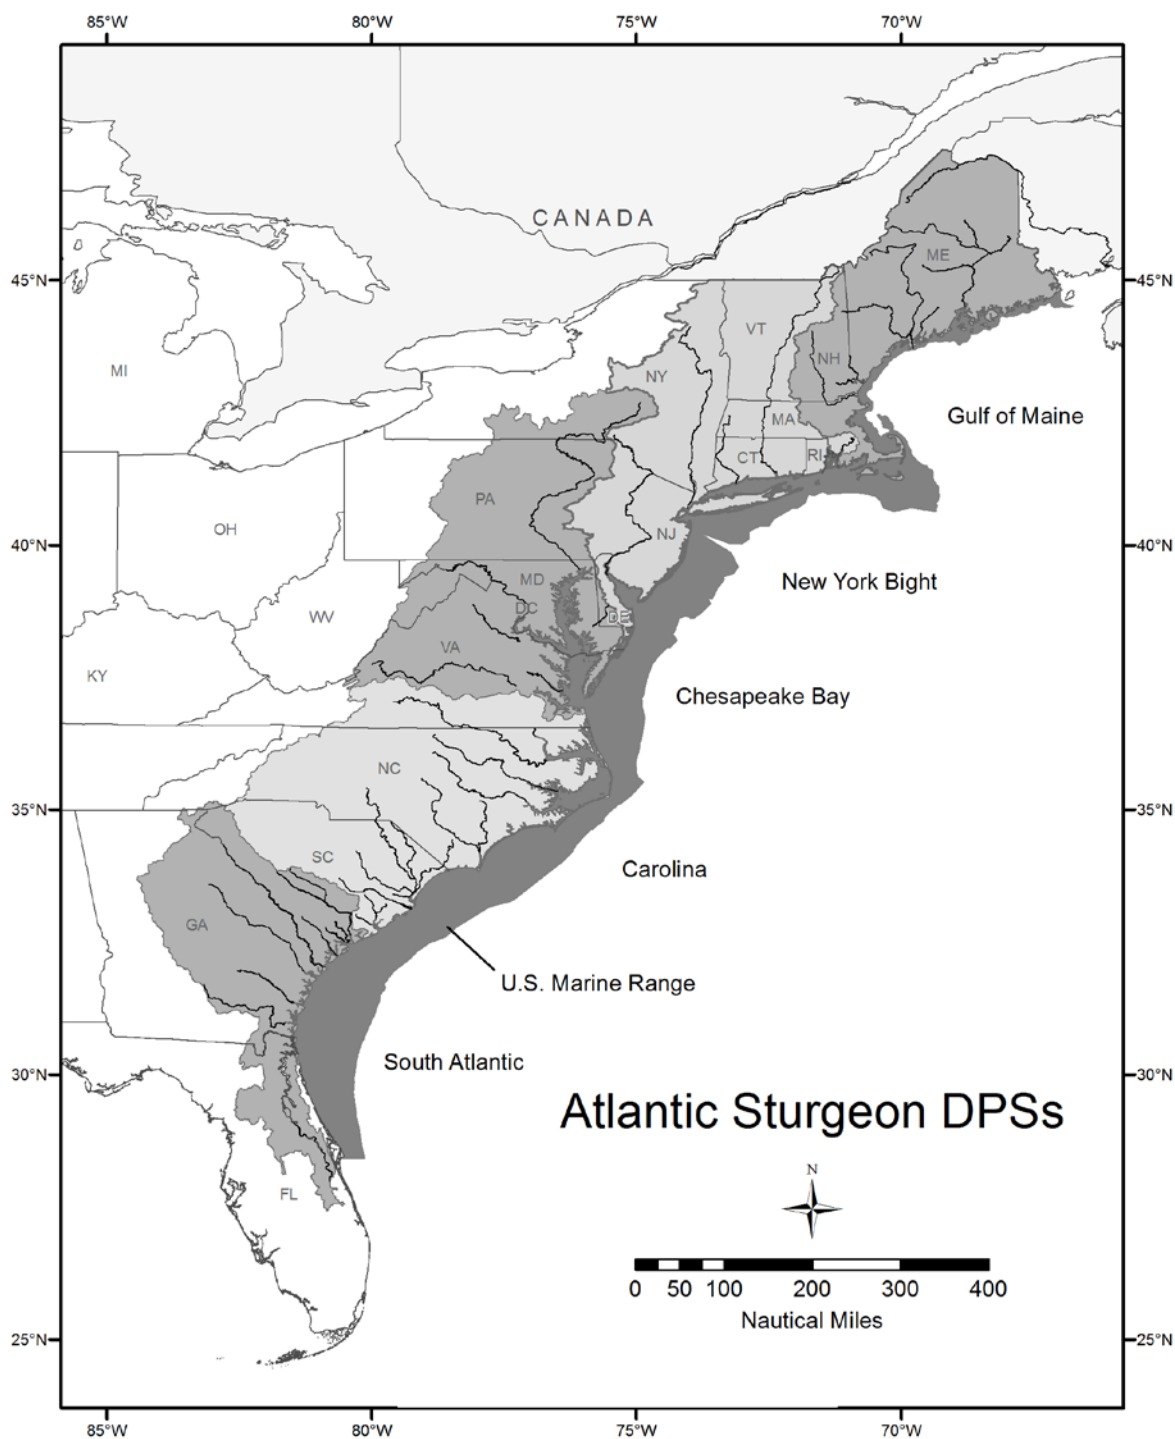 85°W 80°W 75°W 70°W
CANADA
ME
45°N 45°N
VT
NH
MI
NY
Gulf of Maine
MA
CT RI
PA
OH
NJ
40°N 40°N
MD
New York Bight
DC
DE
WV
VA
KY
Chesapeake Bay
NC
35°N 35°N
SC
Carolina
GA
U.S. Marine Range
South Atlantic
30°N 30°N
Atlantic Sturgeon DPSs
N
FL
0 50 100 200 300 400
Nautical Miles
25°N 25°N
85°W 80°W 75°W 70°W